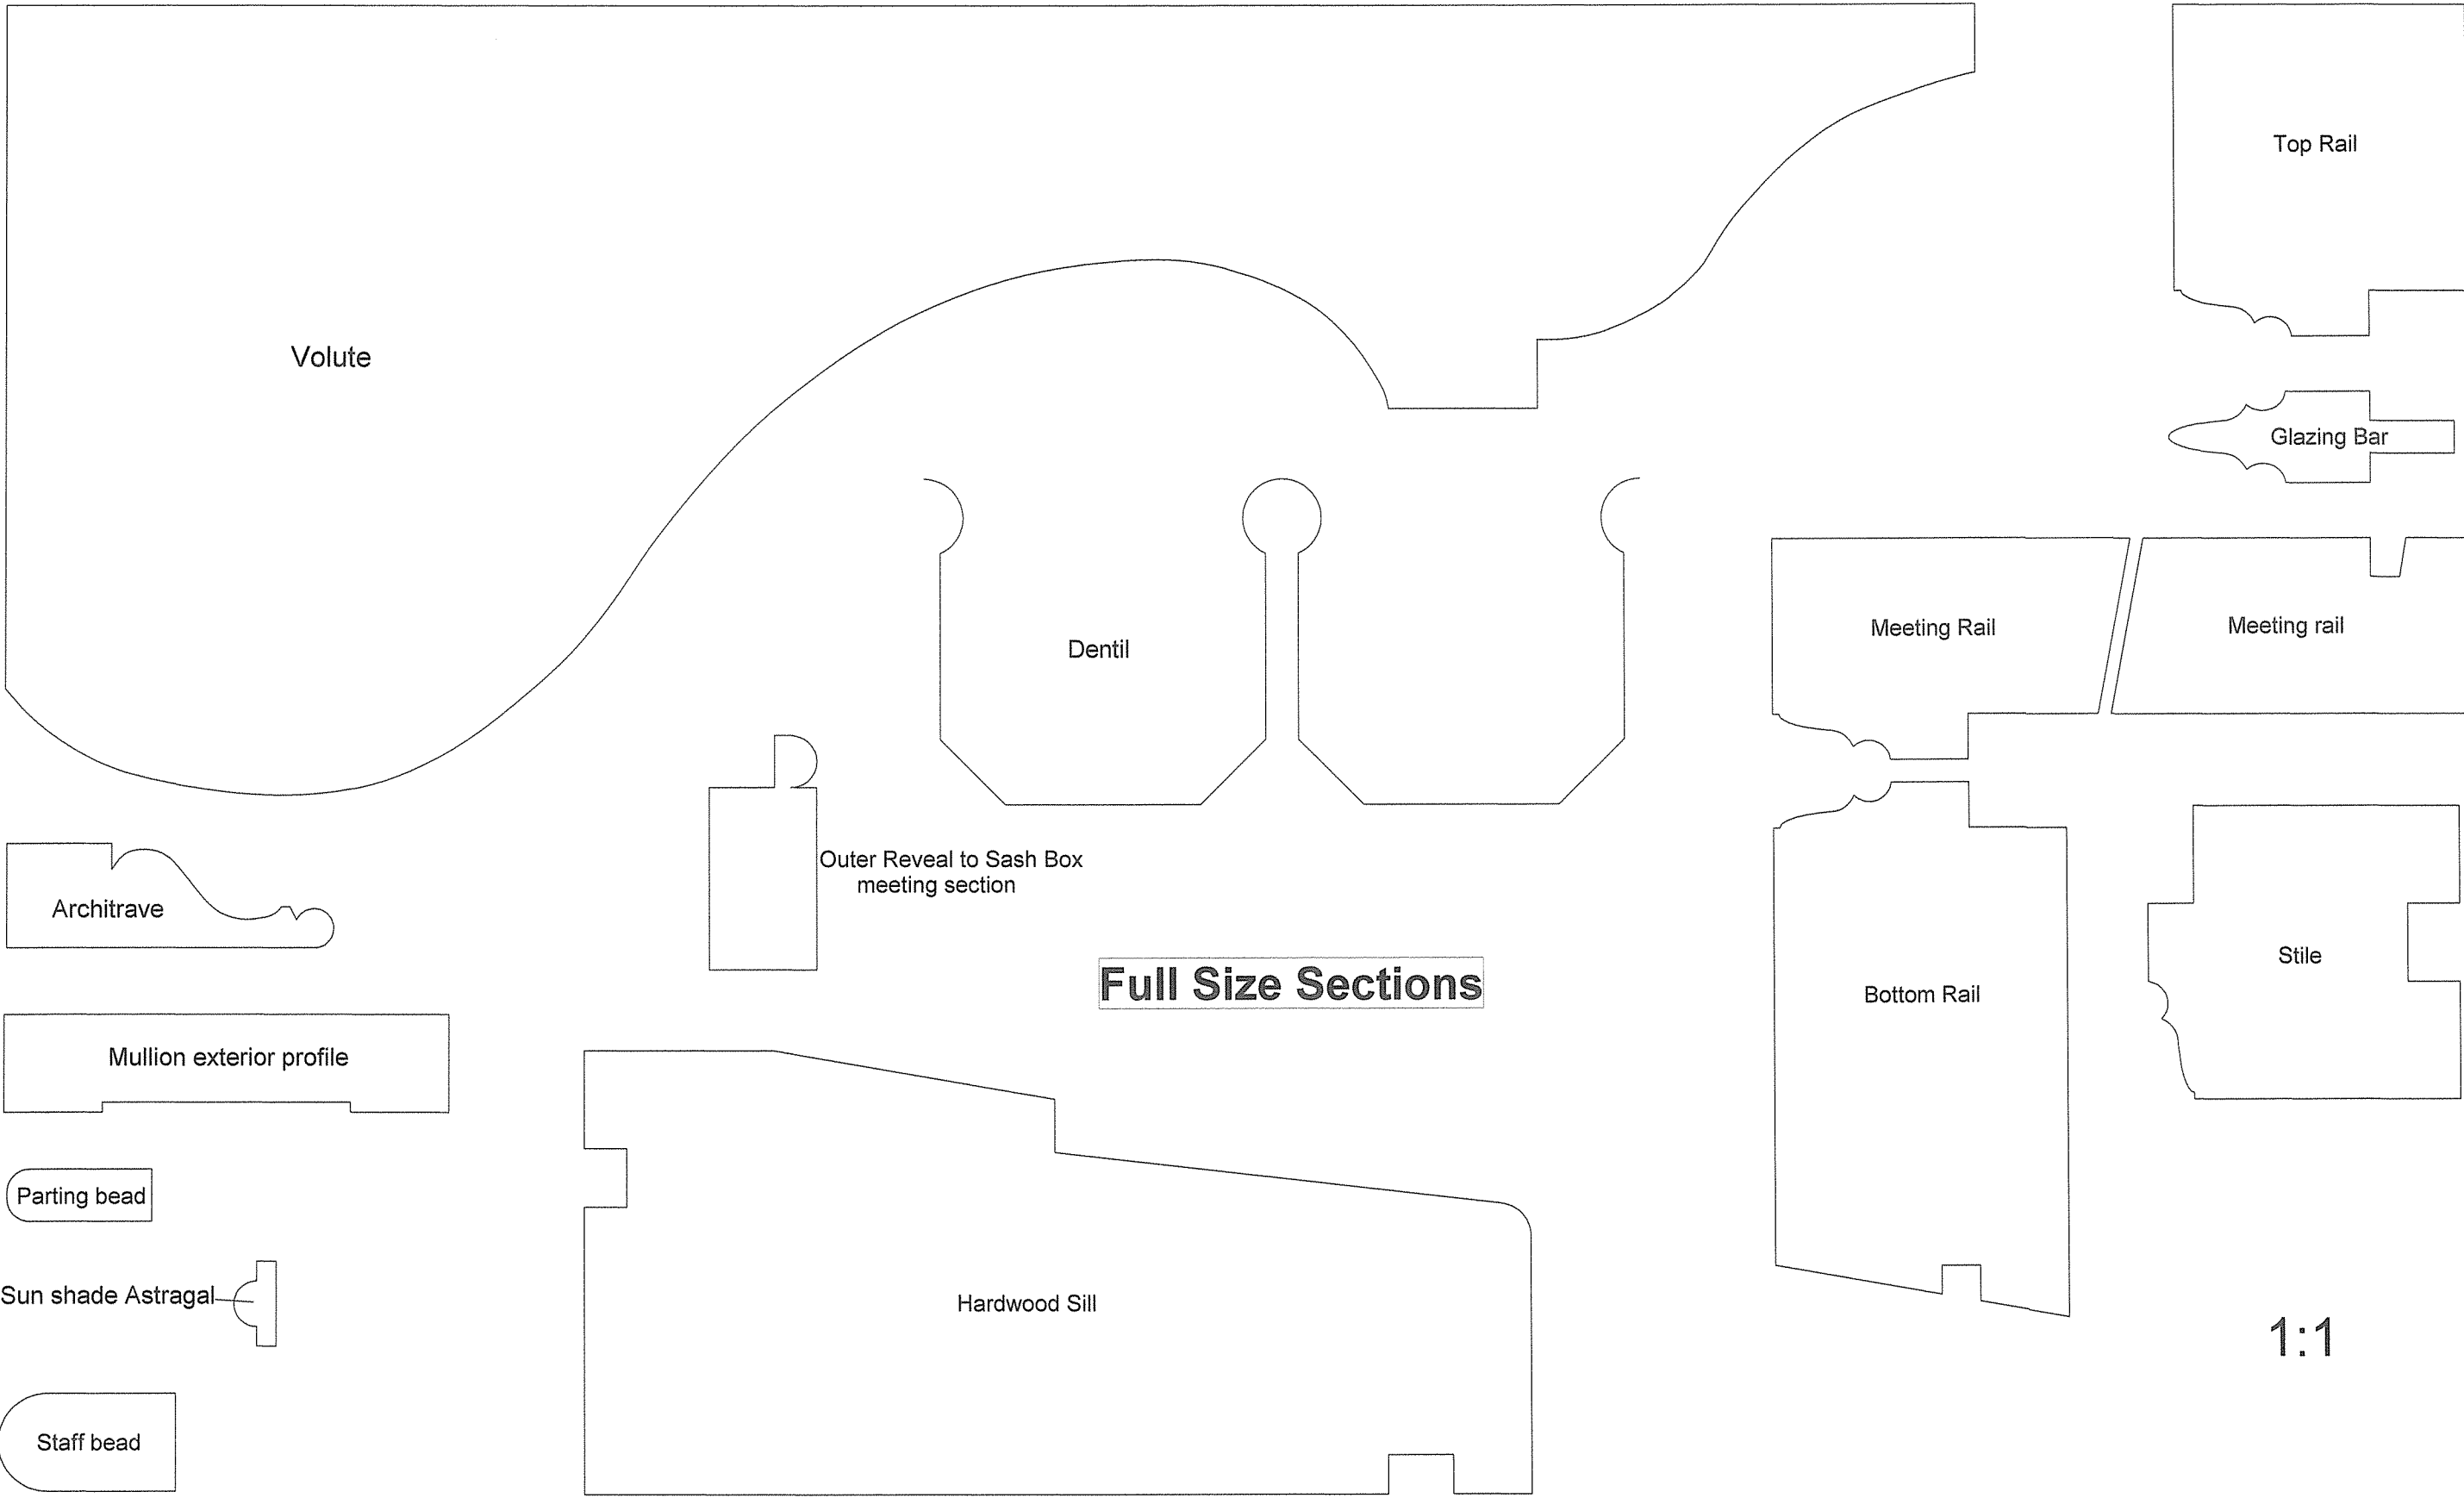 Top Rail
Volute
Glazing Bar
Meeting Rail
Meeting rail
Dentil
Outer Reveal to Sash Box
meeting section
Architrave
Full Size Sections
Stile
Bottom Rail
Mullion exterior profile
Parting bead
Sun shade Astragal
Hardwood Sill
1:1
Staff bead